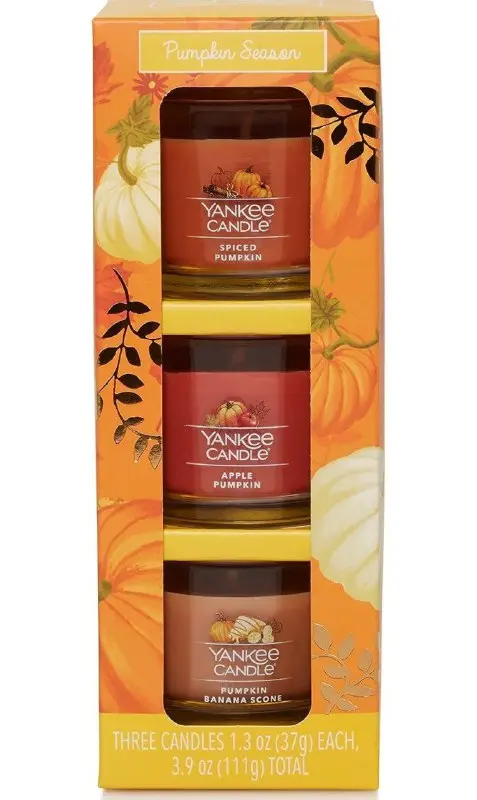 Pumpkin Season
YANKEE
CANDLE®
SPICED
PUMPKIN
YANKEE
CANDLE®
APPLE
PUMPKIN
YANKEE
CANDLE®
PUMPKIN
BANANA SCONE
THREE CANDLES 1.3 oz (37g) EACH,
3.9 oz (111g) TOTAL